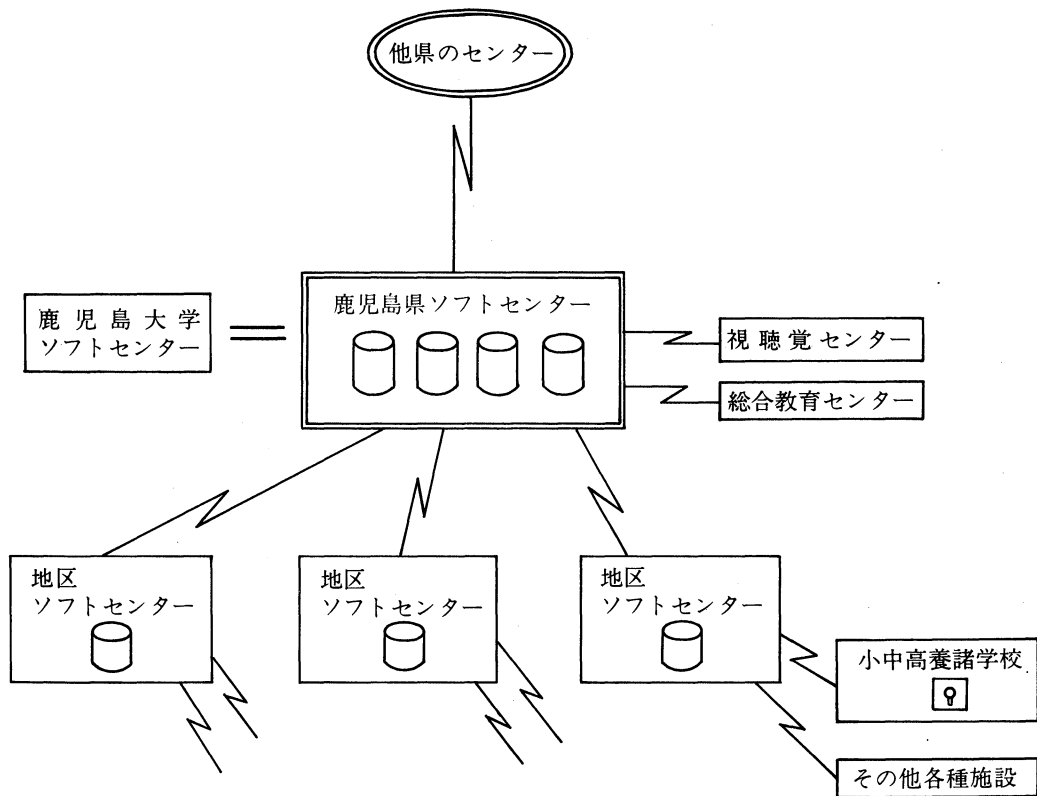 他県のセンター
鹿児島大学
ソフトセンター
鹿児島県ソフトセンター
視聴覚センター
総合教育センター
地区
ソフトセンター
地区
ソフトセンター
地区
ソフトセンター
小中高養諸学校
その他各種施設